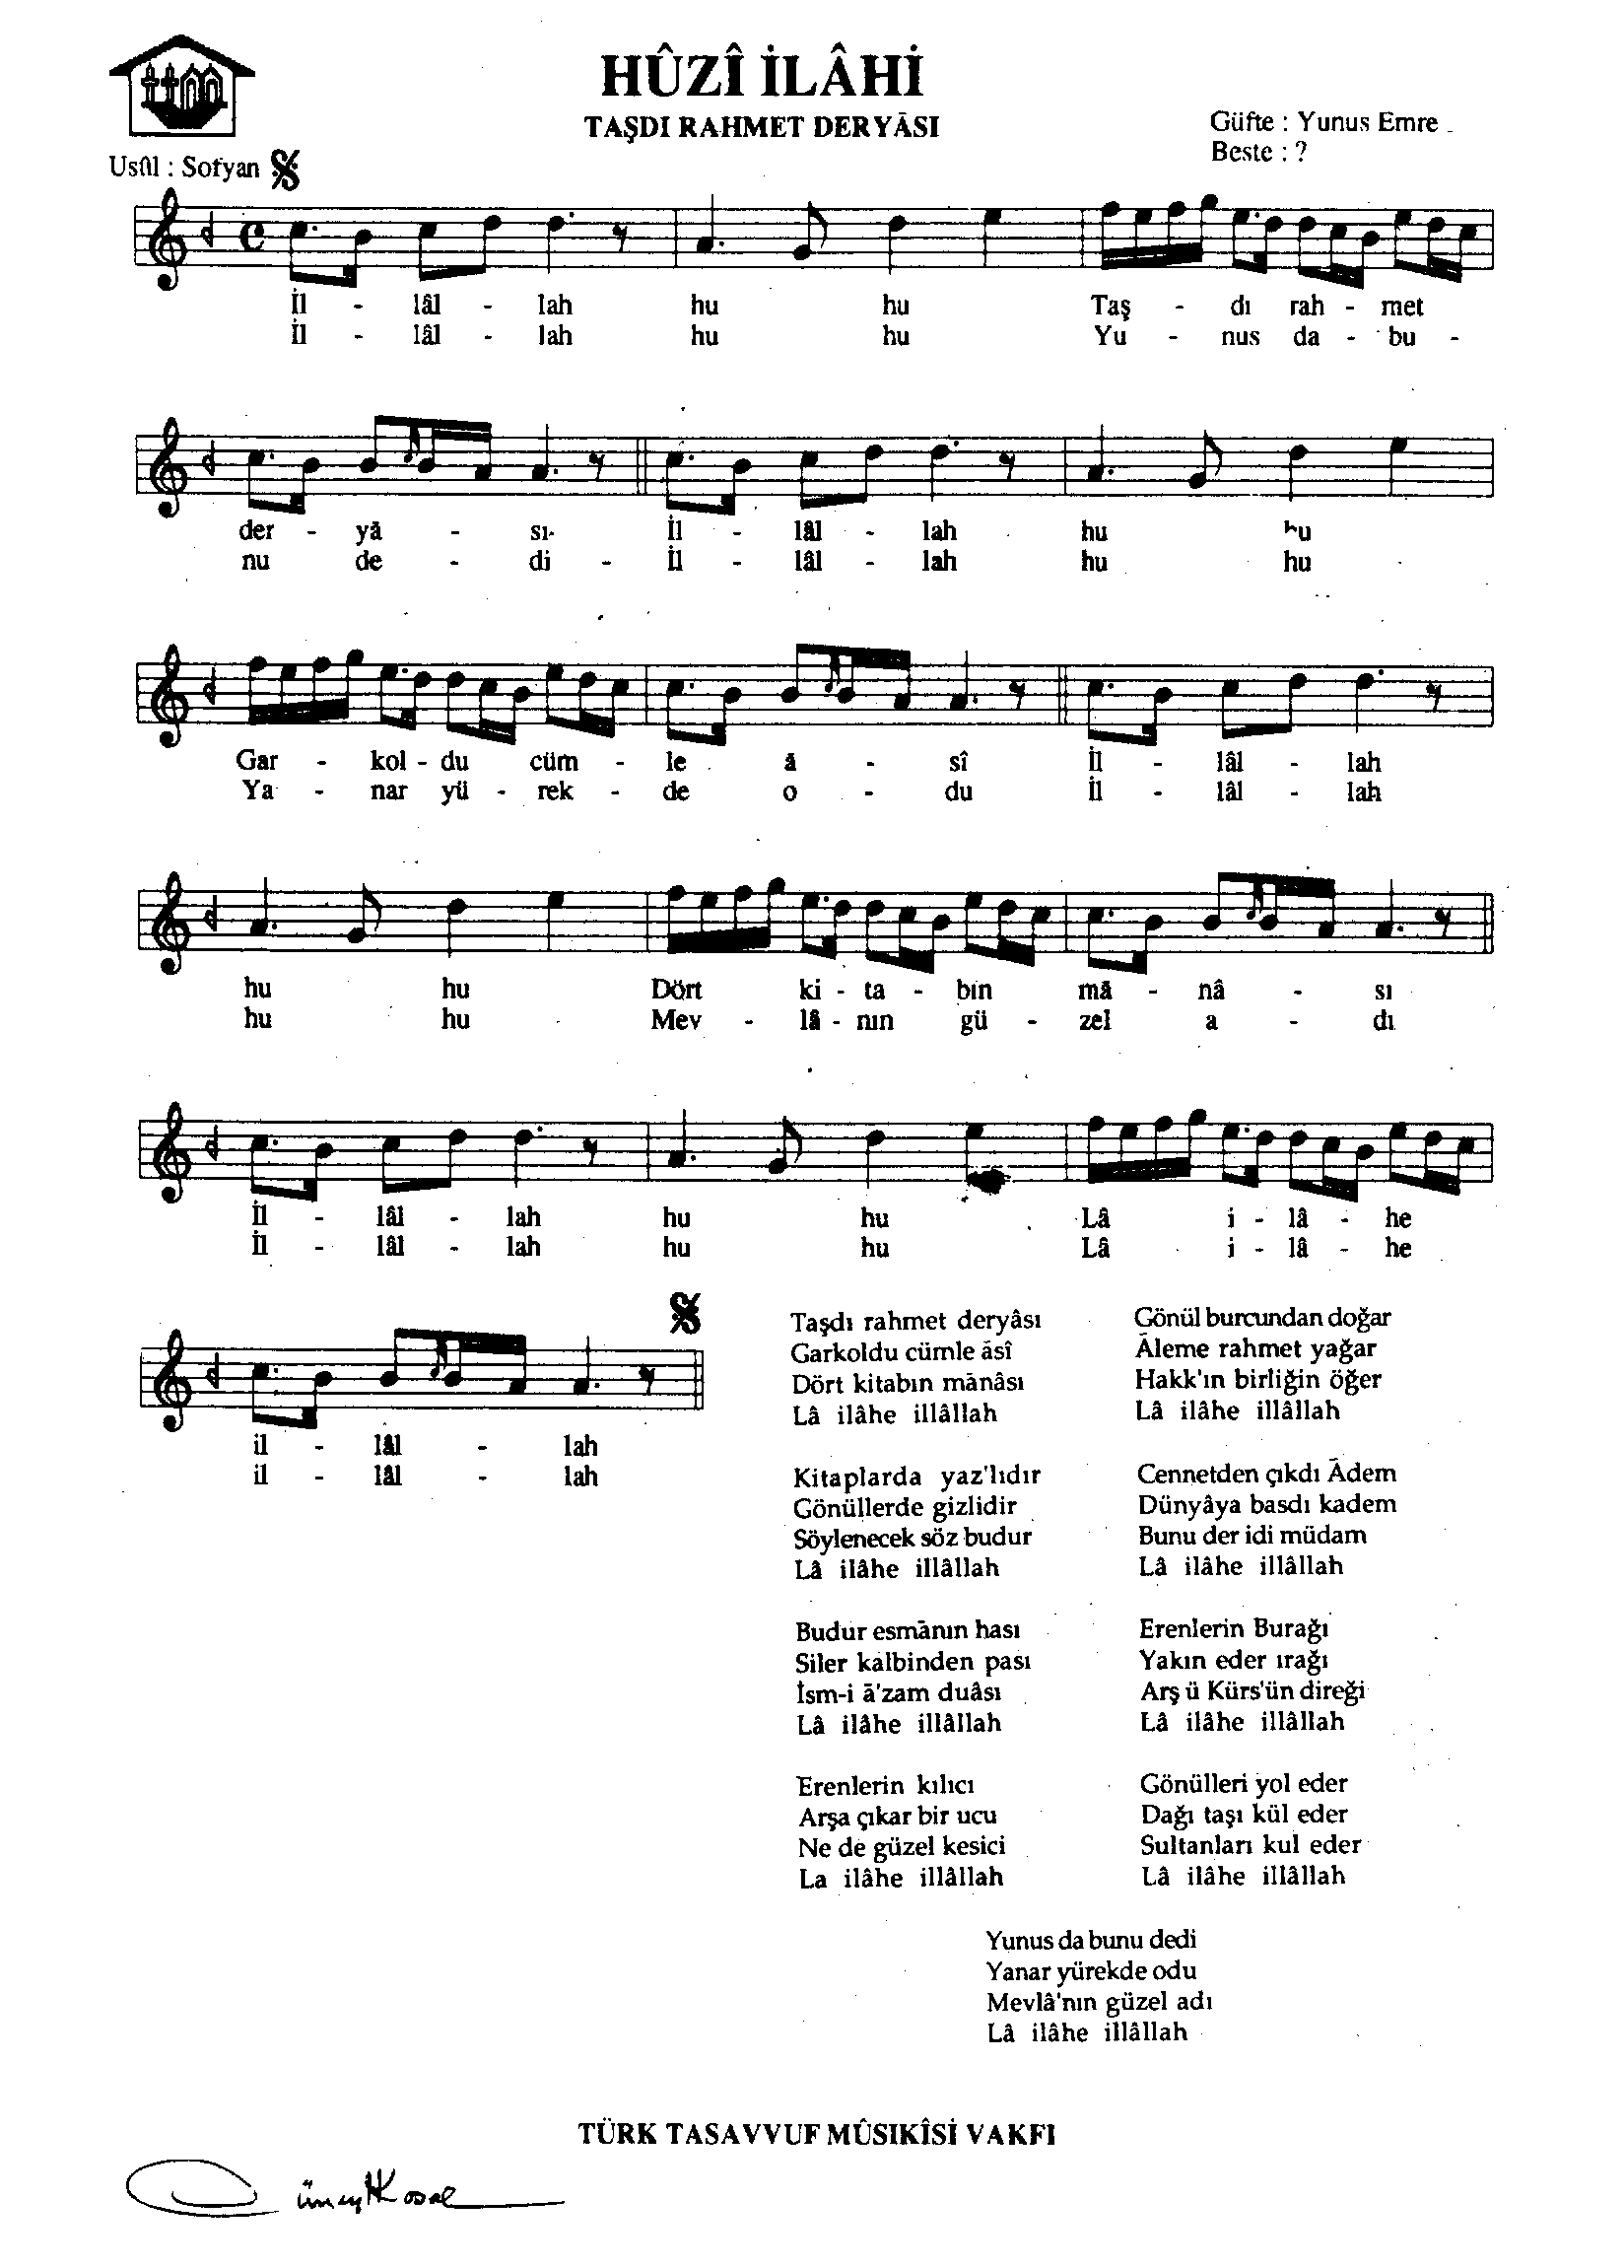 HÛZÎ İLÂHİ
TAŞDI RAHMET DERYÂSI
Güfte : Yunus Emre
Beste : ?
Usûl : Sofyan
İl - lâl - lah hu hu Taş - dı rah - met
İl - lâl - lah hu hu Yu - nus da - bu -
der - yâ - sı İl - lâl - lah hu hu
nu de - di - İl - lâl - lah hu hu
Gar - kol - du cüm - le â - sî İl - lâl - lah
Ya - nar yü - rek - de o - du İl - lâl - lah
hu hu Dört ki - ta - bın mâ - nâ - sı
hu hu Mev - lâ - nın gü - zel a - dı
İl - lâl - lah hu hu Lâ i - lâ - he
İl - lâl - lah hu hu Lâ i - lâ - he
il - lâl - lah
il - lâl - lah
Taşdı rahmet deryâsı
Garkoldu cümle âsî
Dört kitabın mânâsı
Lâ ilâhe illâllah
Kitaplarda yaz'lıdır
Gönüllerde gizlidir
Söylenecek söz budur
Lâ ilâhe illâllah
Budur esmânın hası
Siler kalbinden pası
İsm-i â'zam duâsı
Lâ ilâhe illâllah
Erenlerin kılıcı
Arşa çıkar bir ucu
Ne de güzel kesici
La ilâhe illâllah
Gönül burcundan doğar
Âleme rahmet yağar
Hakk'ın birliğin öğer
Lâ ilâhe illâllah
Cennetden çıkdı Âdem
Dünyâya basdı kadem
Bunu der idi müdam
Lâ ilâhe illâllah
Erenlerin Burağı
Yakın eder ırağı
Arş ü Kürs'ün direği
Lâ ilâhe illâllah
Gönülleri yol eder
Dağı taşı kül eder
Sultanları kul eder
Lâ ilâhe illâllah
Yunus da bunu dedi
Yanar yürekde odu
Mevlâ'nın güzel adı
Lâ ilâhe illâllah
TÜRK TASAVVUF MÛSIKÎSİ VAKFI